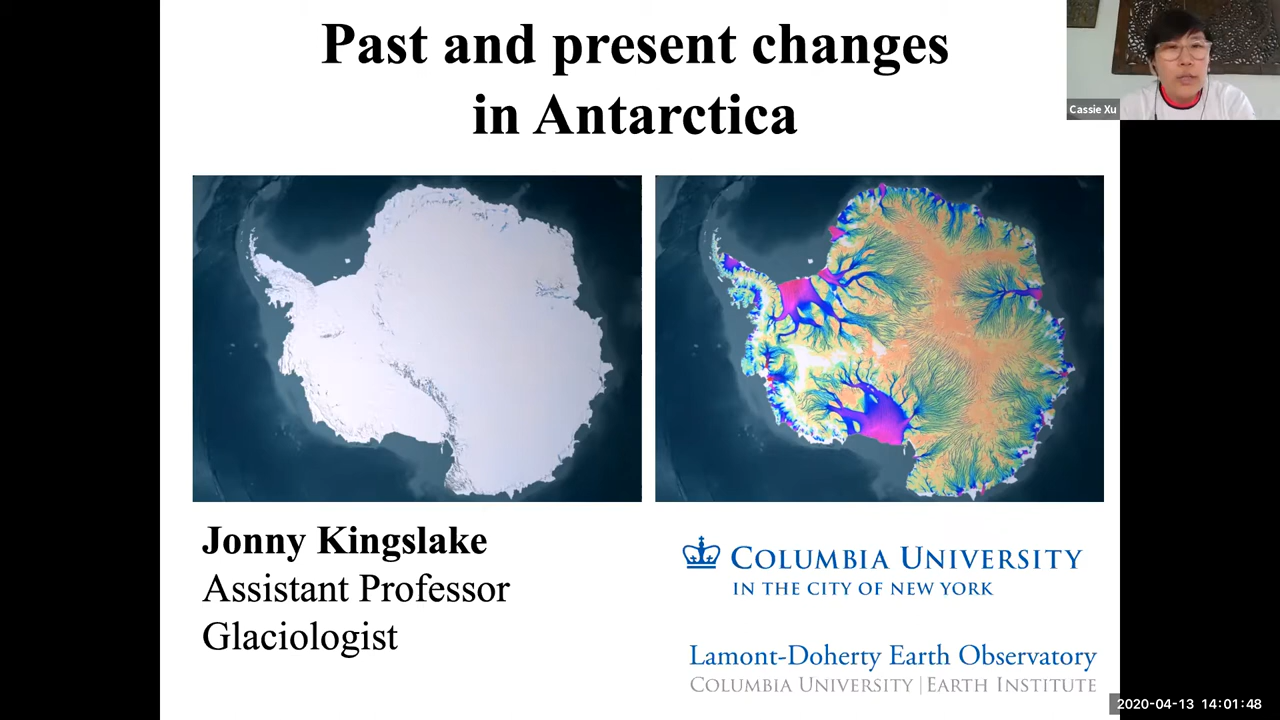 Past and present changes
in Antarctica
Cassie Xu
Jonny Kingslake
Assistant Professor
Glaciologist
COLUMBIA UNIVERSITY
IN THE CITY OF NEW YORK
Lamont-Doherty Earth Observatory
COLUMBIA UNIVERSITY | EARTH INSTITUTE
2020-04-13 14:01:48